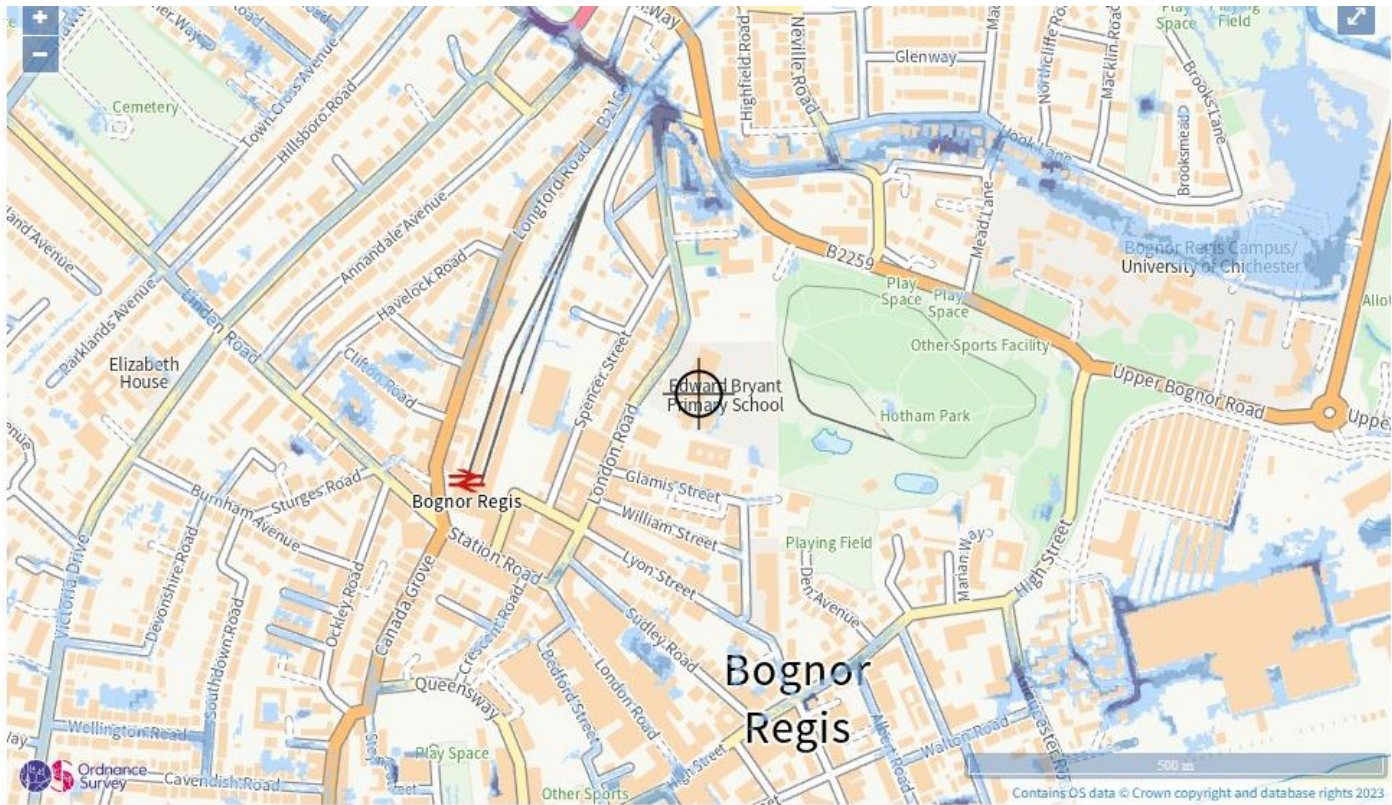 +
−
Cemetery
Town Cross Avenue
Hillsboro Road
Highfield Road
Neville Road
Glenway
Northcliffe
Macklin Road
Play
Space
Playing
Field
Brooks Lane
Brooksmead
Hook Lane
Mead Lane
Longford Road
Annandale Avenue
Havelock Road
Parklands Avenue
Linden Road
Elizabeth
House
Clifton Road
Spencer Street
London Road
B2259
Play
Space
Play
Space
Other Sports Facility
Bognor Regis Campus/
University of Chichester
Edward Bryant
Primary School
Hotham Park
Upper Bognor Road
Bognor Regis
Glamis Street
William Street
Lyon Street
Station Road
Sturges Road
Burnham Avenue
Victoria Drive
Devonshire Road
Southdown Road
Ockley Road
Canada Grove
Crescent Road
Queensway
Sudley Road
Bedford Street
London Road
Playing Field
Den Avenue
Marian Way
High Street
Bognor
Regis
Wellington Road
Cavendish Road
Play Space
Other Sports
High Street
Albert Road
Walton Road
500 m
Ordnance
Survey
Contains OS data © Crown copyright and database rights 2023